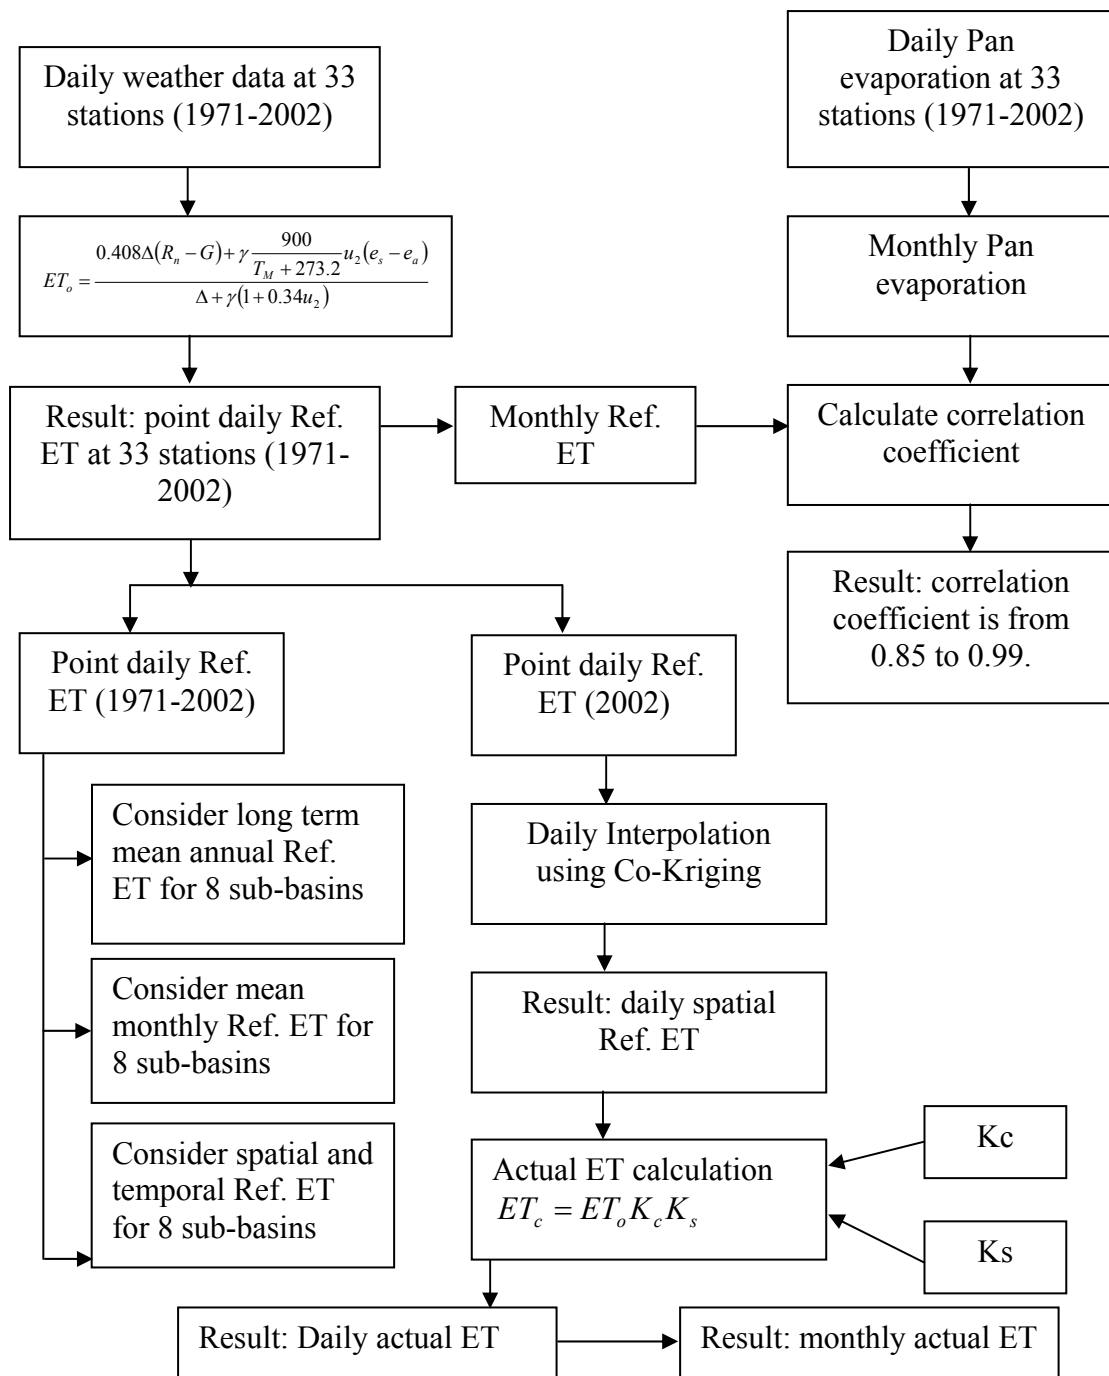 Daily weather data at 33
stations (1971-2002)
Daily Pan
evaporation at 33
stations (1971-2002)
ET_o = \frac{0.408Δ(R_n − G) + γ \frac{900}{T_M + 273.2} u_2(e_s − e_a)}{Δ + γ(1 + 0.34u_2)}
Monthly Pan
evaporation
Result: point daily Ref.
ET at 33 stations (1971-
2002)
Monthly Ref.
ET
Calculate correlation
coefficient
Result: correlation
coefficient is from
0.85 to 0.99.
Point daily Ref.
ET (1971-2002)
Point daily Ref.
ET (2002)
Consider long term
mean annual Ref.
ET for 8 sub-basins
Consider mean
monthly Ref. ET for
8 sub-basins
Consider spatial and
temporal Ref. ET
for 8 sub-basins
Daily Interpolation
using Co-Kriging
Result: daily spatial
Ref. ET
Actual ET calculation
ET_c = ET_o K_c K_s
Kc
Ks
Result: Daily actual ET
Result: monthly actual ET